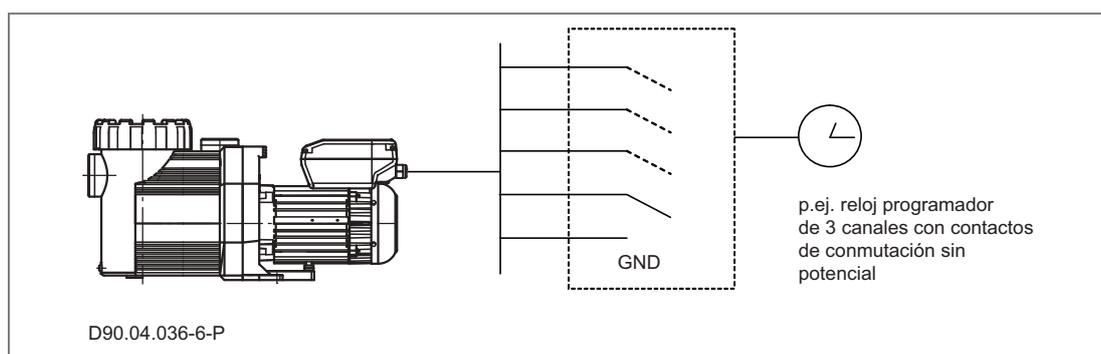 GND
p.ej. reloj programador
de 3 canales con contactos
de conmutación sin
potencial
D90.04.036-6-P